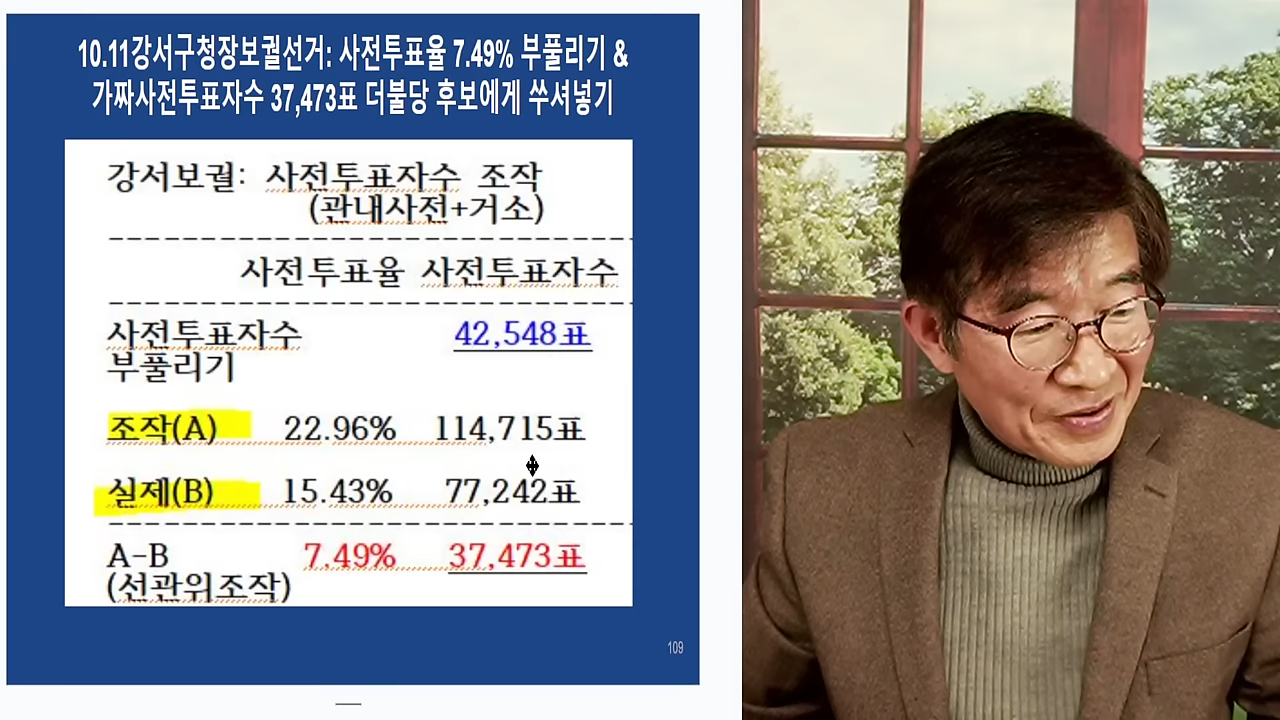 10.11강서구청장보궐선거: 사전투표율 7.49% 부풀리기 &
가짜사전투표자수 37,473표 더불당 후보에게 쑤셔넣기
강서보궐: 사전투표자수 조작
(관내사전+거소)
사전투표율 사전투표자수
사전투표자수 42,548표
부풀리기
조작(A) 22.96% 114,715표
실제(B) 15.43% 77,242표
A-B 7.49% 37,473표
(선관위조작)
109